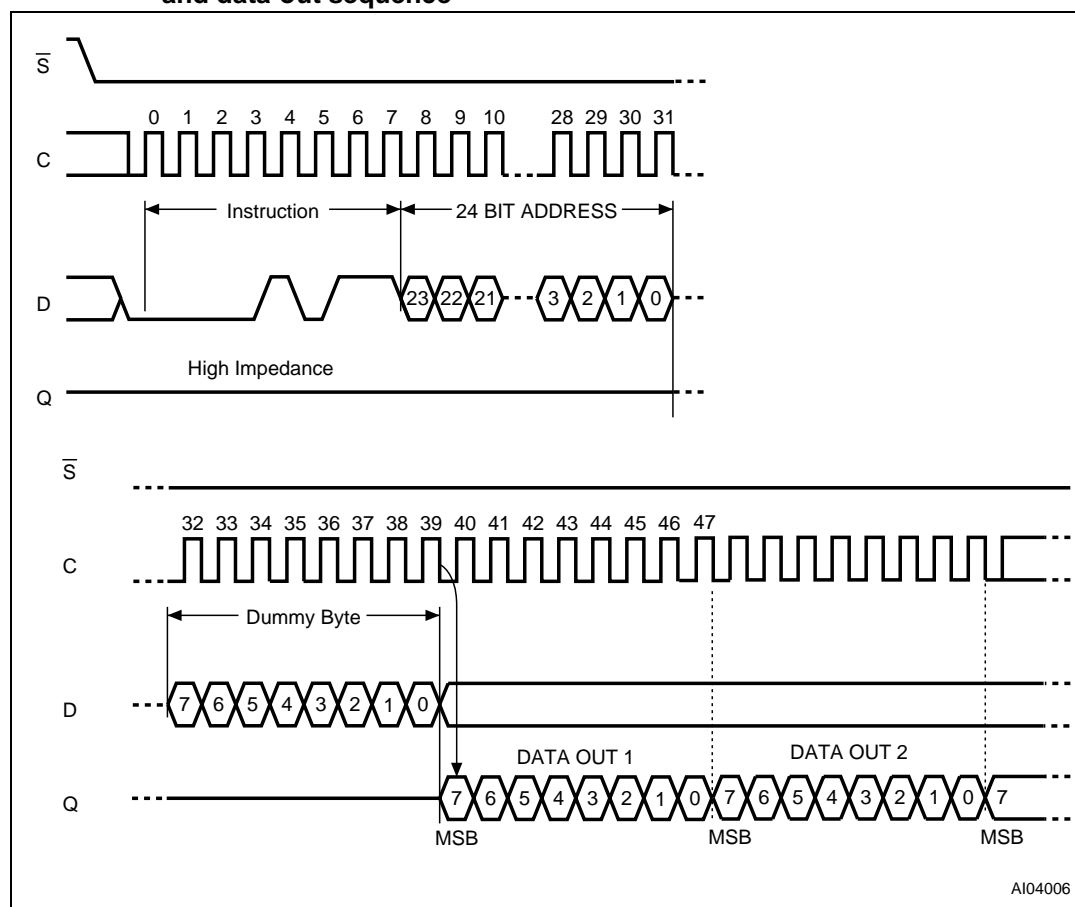 and data-out sequence
S
0 1 2 3 4 5 6 7 8 9 10 28 29 30 31
C
Instruction 24 BIT ADDRESS
D 23 22 21 3 2 1 0
High Impedance
Q
S
32 33 34 35 36 37 38 39 40 41 42 43 44 45 46 47
C
Dummy Byte
D 7 6 5 4 3 2 1 0
DATA OUT 1 DATA OUT 2
Q 7 6 5 4 3 2 1 0 7 6 5 4 3 2 1 0 7
MSB MSB MSB
AI04006